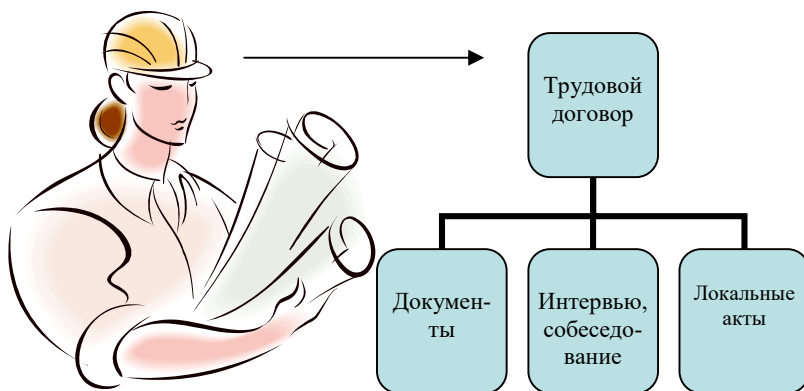 Трудовой
договор
Докумен-
ты
Интервью,
собеседо-
вание
Локальные
акты